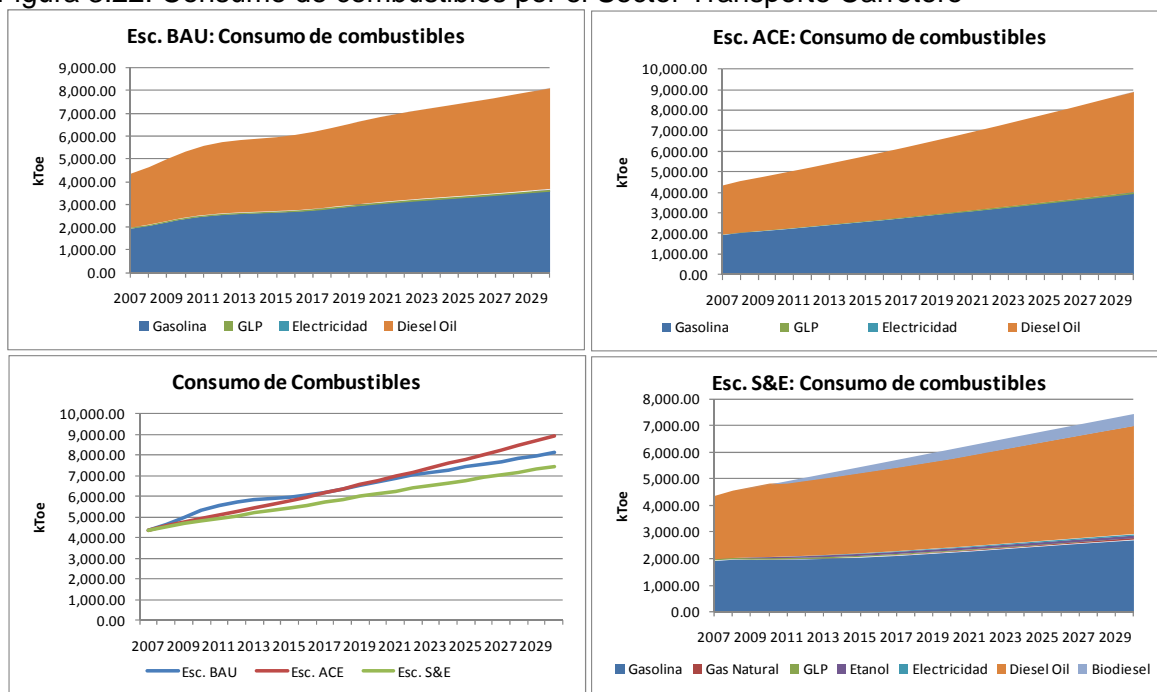 Consumo de combustibles por el Sector Transporte Carretero
Esc. BAU: Consumo de combustibles
9,000.00
8,000.00
7,000.00
6,000.00
5,000.00
4,000.00
3,000.00
2,000.00
1,000.00
0.00
kToe
2007 2009 2011 2013 2015 2017 2019 2021 2023 2025 2027 2029
Gasolina GLP Electricidad Diesel Oil
Esc. ACE: Consumo de combustibles
10,000.00
9,000.00
8,000.00
7,000.00
6,000.00
5,000.00
4,000.00
3,000.00
2,000.00
1,000.00
0.00
kToe
2007 2009 2011 2013 2015 2017 2019 2021 2023 2025 2027 2029
Gasolina GLP Electricidad Diesel Oil
Consumo de Combustibles
10,000.00
9,000.00
8,000.00
7,000.00
6,000.00
5,000.00
4,000.00
3,000.00
2,000.00
1,000.00
0.00
kToe
2007 2009 2011 2013 2015 2017 2019 2021 2023 2025 2027 2029
Esc. BAU Esc. ACE Esc. S&E
Esc. S&E: Consumo de combustibles
8,000.00
7,000.00
6,000.00
5,000.00
4,000.00
3,000.00
2,000.00
1,000.00
0.00
kToe
2007 2009 2011 2013 2015 2017 2019 2021 2023 2025 2027 2029
Gasolina Gas Natural GLP Etanol Electricidad Diesel Oil Biodiesel